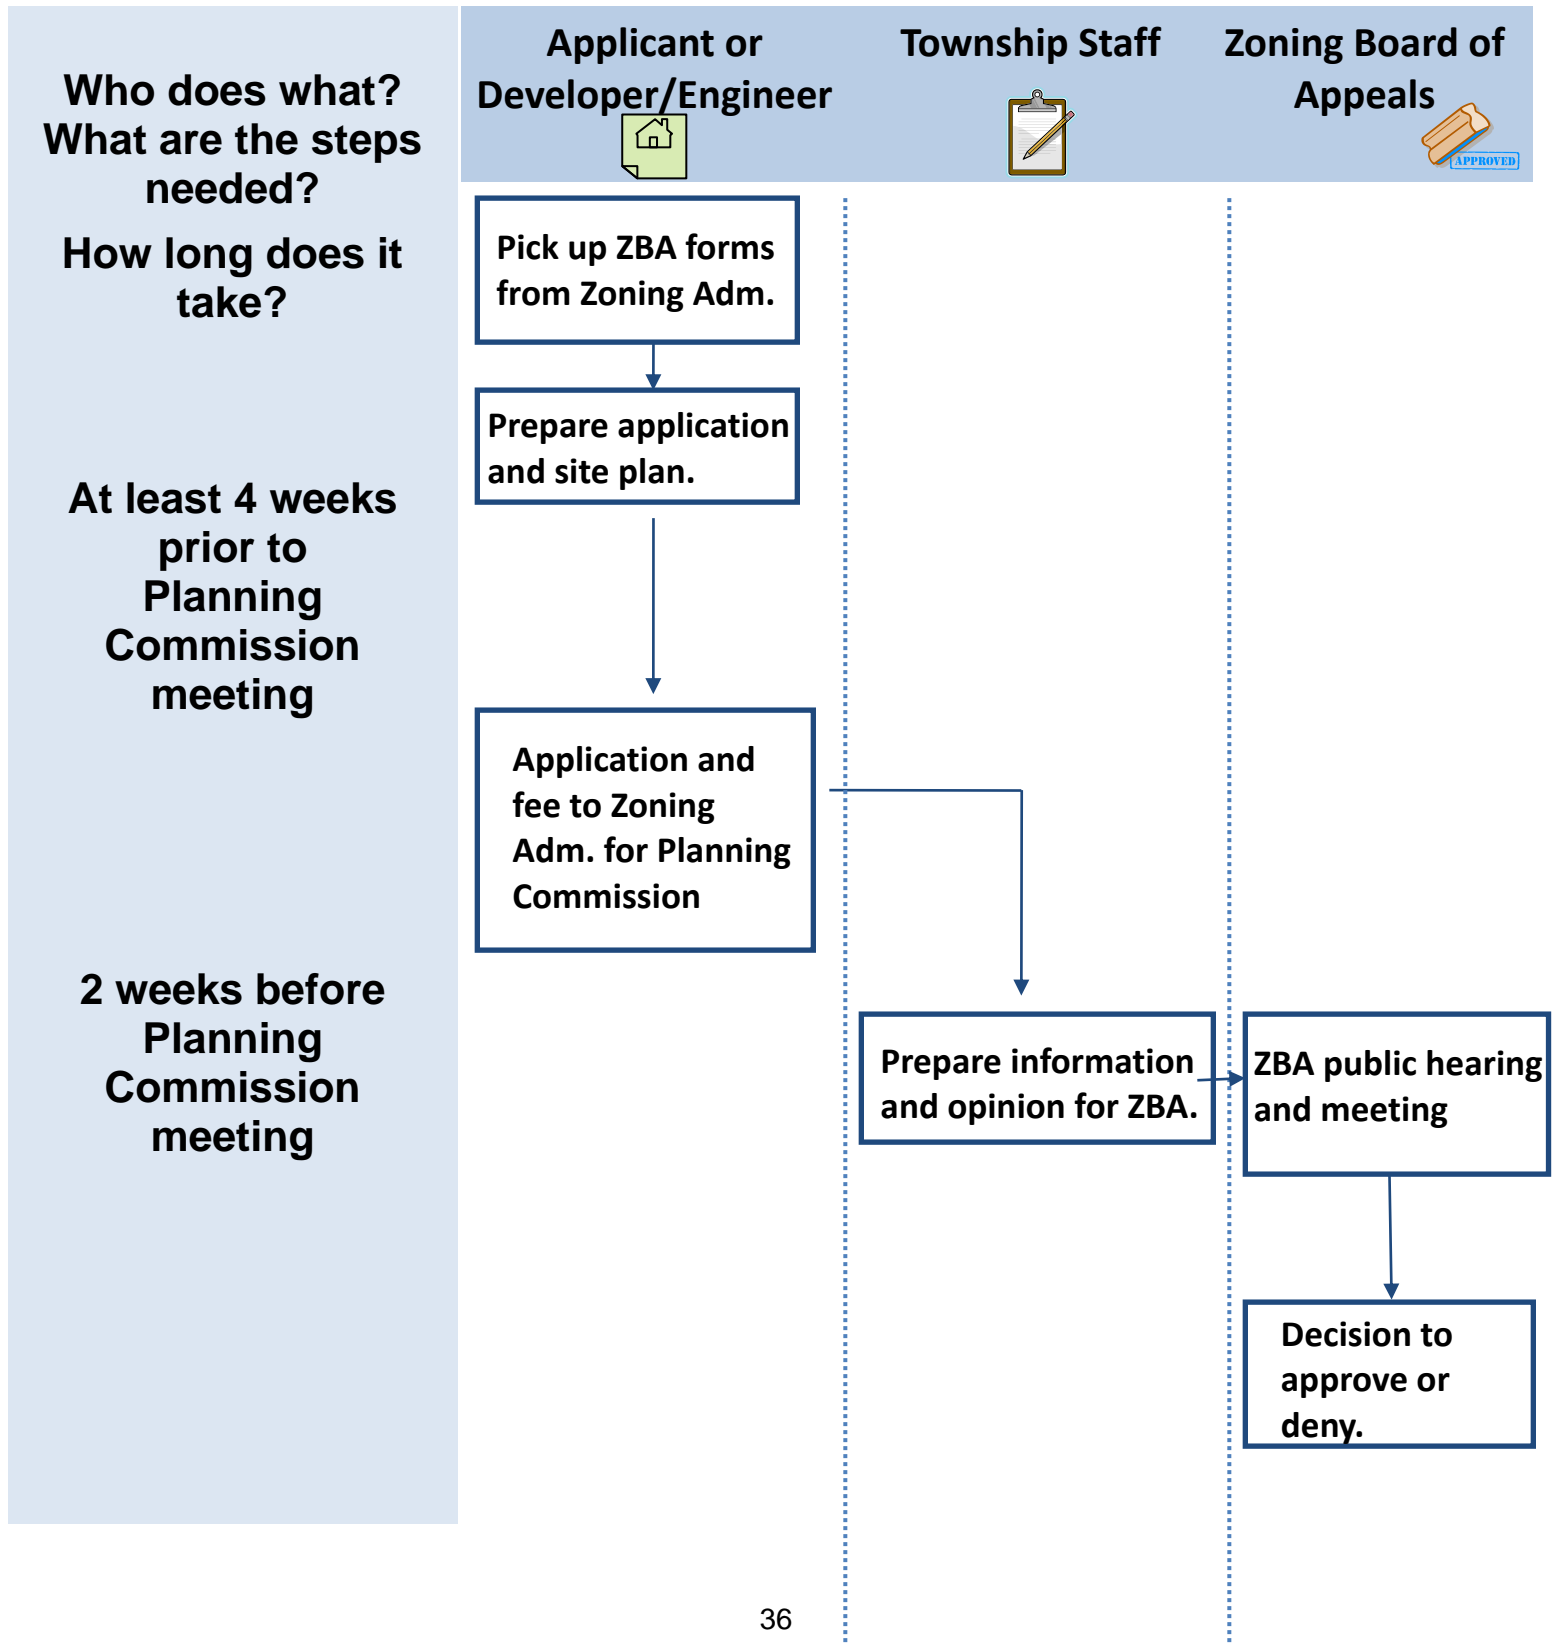 Who does what?
What are the steps
needed?
How long does it
take?
At least 4 weeks
prior to
Planning
Commission
meeting
2 weeks before
Planning
Commission
meeting
Applicant or
Developer/Engineer
Township Staff
Zoning Board of
Appeals
APPROVED
Pick up ZBA forms
from Zoning Adm.
Prepare application
and site plan.
Application and
fee to Zoning
Adm. for Planning
Commission
Prepare information
and opinion for ZBA.
ZBA public hearing
and meeting
Decision to
approve or
deny.
36